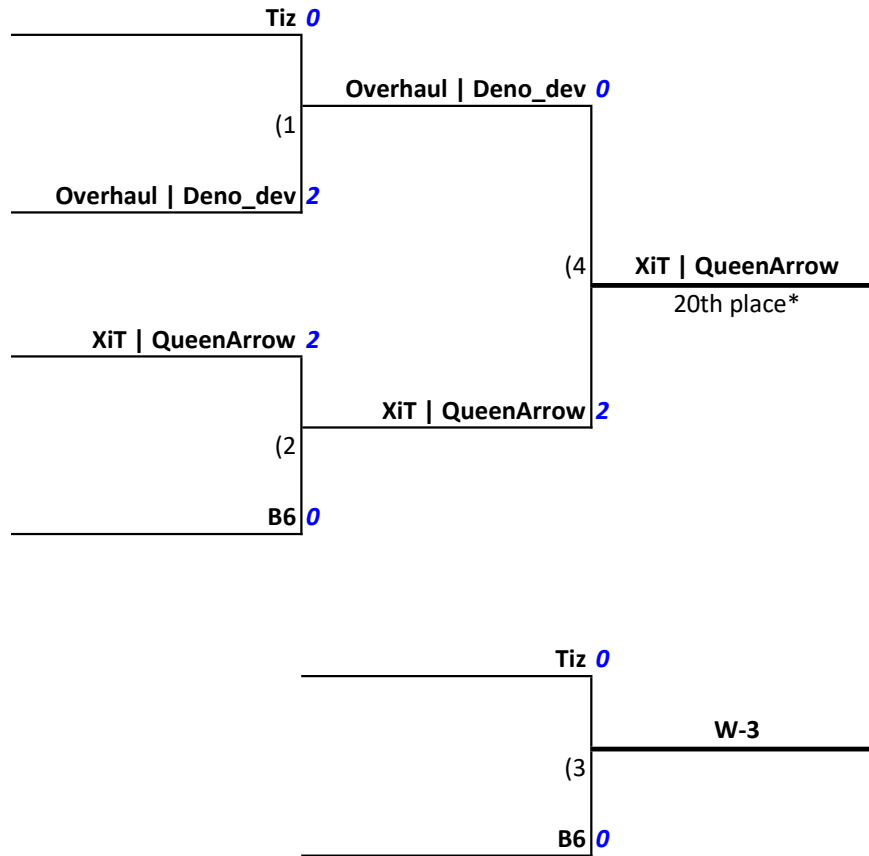 Tiz 0
Overhaul | Deno_dev 0
(1
Overhaul | Deno_dev 2
(4
XiT | QueenArrow
20th place*
XiT | QueenArrow 2
XiT | QueenArrow 2
(2
B6 0
Tiz 0
W-3
(3
B6 0